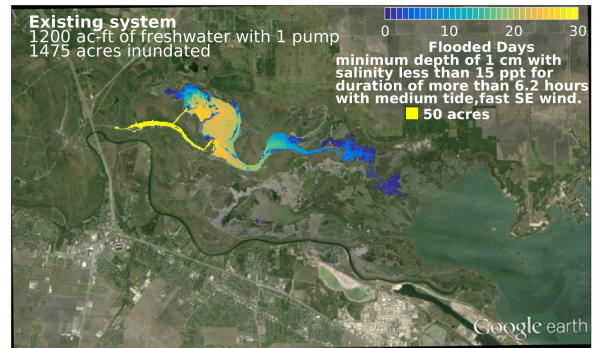 Existing system
1200 ac-ft of freshwater with 1 pump
1475 acres inundated
0 10 20 30
Flooded Days
minimum depth of 1 cm with
salinity less than 15 ppt for
duration of more than 6.2 hours
with medium tide,fast SE wind.
50 acres
Google earth